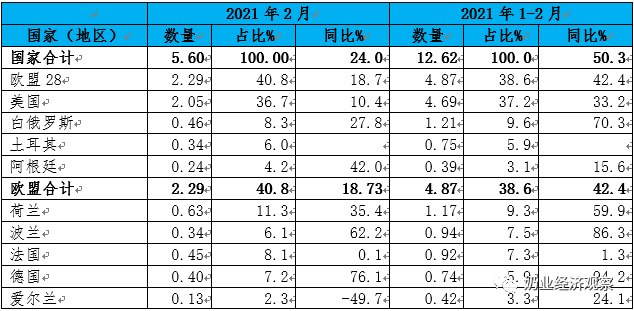 2021 年 2 月 2021 年 1-2 月
国家（地区） 数量 占比% 同比% 数量 占比% 同比%
国家合计 5.60 100.00 24.0 12.62 100.0 50.3
欧盟 28 2.29 40.8 18.7 4.87 38.6 42.4
美国 2.05 36.7 10.4 4.69 37.2 33.2
白俄罗斯 0.46 8.3 27.8 1.21 9.6 70.3
土耳其 0.34 6.0 0.75 5.9
阿根廷 0.24 4.2 42.0 0.39 3.1 15.6
欧盟合计 2.29 40.8 18.73 4.87 38.6 42.4
荷兰 0.63 11.3 35.4 1.17 9.3 59.9
波兰 0.34 6.1 62.2 0.94 7.5 86.3
法国 0.45 8.1 0.1 0.92 7.3 1.3
德国 0.40 7.2 76.1 0.74
爱尔兰 0.13 2.3 -49.7 0.42 3.3 24.1
奶业经济观察